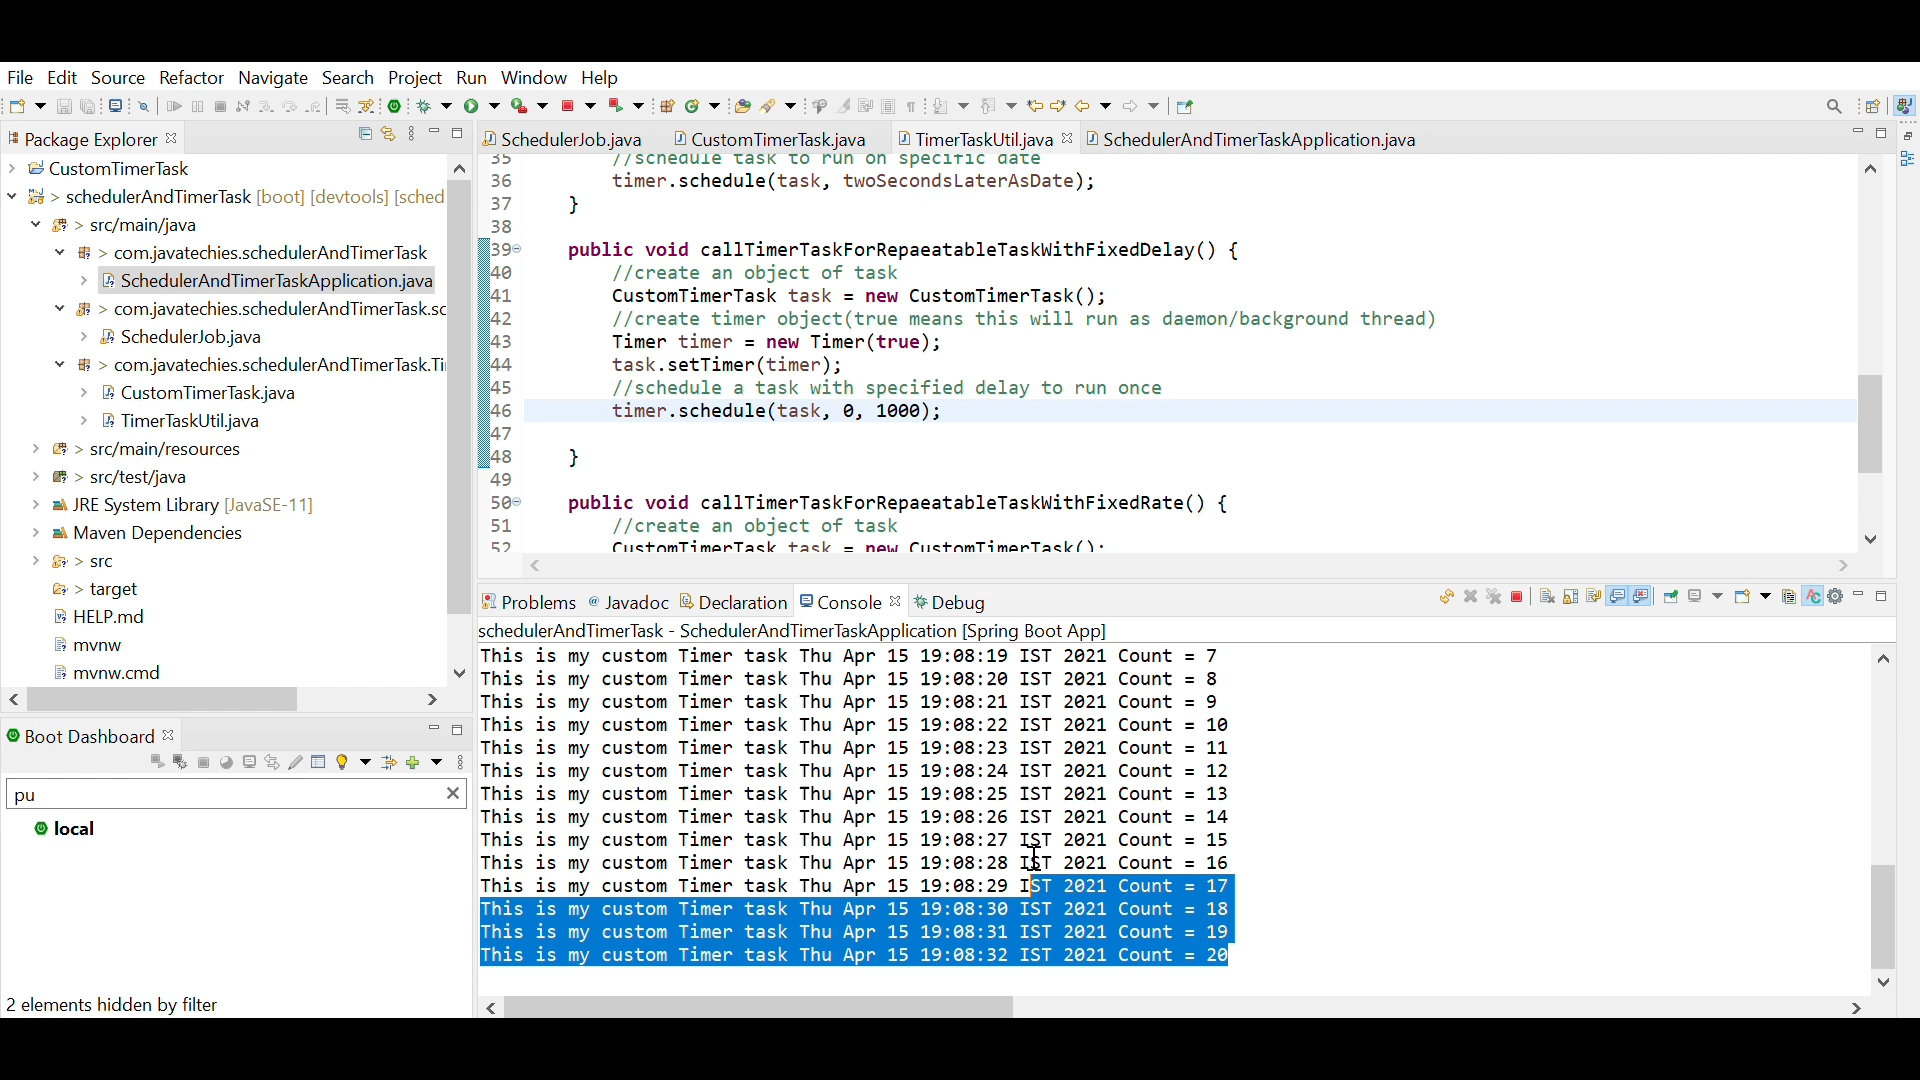 File Edit Source Refactor Navigate Search Project Run Window Help
Package Explorer
CustomTimerTask
> schedulerAndTimerTask [boot] [devtools] [sched
> src/main/java
> com.javatechies.schedulerAndTimerTask
SchedulerAndTimerTaskApplication.java
> com.javatechies.schedulerAndTimerTask.sc
SchedulerJob.java
> com.javatechies.schedulerAndTimerTask.Ti
CustomTimerTask.java
TimerTaskUtil.java
> src/main/resources
> src/test/java
JRE System Library [JavaSE-11]
Maven Dependencies
> src
> target
HELP.md
mvnw
mvnw.cmd
Boot Dashboard
pu
local
2 elements hidden by filter
SchedulerJob.java CustomTimerTask.java TimerTaskUtil.java SchedulerAndTimerTaskApplication.java
35 //schedule task to run on specific date
36 timer.schedule(task, twoSecondsLaterAsDate);
37 }
38
39 public void callTimerTaskForRepaeatableTaskWithFixedDelay() {
40 //create an object of task
41 CustomTimerTask task = new CustomTimerTask();
42 //create timer object(true means this will run as daemon/background thread)
43 Timer timer = new Timer(true);
44 task.setTimer(timer);
45 //schedule a task with specified delay to run once
46 timer.schedule(task, 0, 1000);
47
48 }
49
50 public void callTimerTaskForRepaeatableTaskWithFixedRate() {
51 //create an object of task
52 CustomTimerTask task = new CustomTimerTask();
Problems Javadoc Declaration Console Debug
schedulerAndTimerTask - SchedulerAndTimerTaskApplication [Spring Boot App]
This is my custom Timer task Thu Apr 15 19:08:19 IST 2021 Count = 7
This is my custom Timer task Thu Apr 15 19:08:20 IST 2021 Count = 8
This is my custom Timer task Thu Apr 15 19:08:21 IST 2021 Count = 9
This is my custom Timer task Thu Apr 15 19:08:22 IST 2021 Count = 10
This is my custom Timer task Thu Apr 15 19:08:23 IST 2021 Count = 11
This is my custom Timer task Thu Apr 15 19:08:24 IST 2021 Count = 12
This is my custom Timer task Thu Apr 15 19:08:25 IST 2021 Count = 13
This is my custom Timer task Thu Apr 15 19:08:26 IST 2021 Count = 14
This is my custom Timer task Thu Apr 15 19:08:27 IST 2021 Count = 15
This is my custom Timer task Thu Apr 15 19:08:28 IST 2021 Count = 16
This is my custom Timer task Thu Apr 15 19:08:29 IST 2021 Count = 17
This is my custom Timer task Thu Apr 15 19:08:30 IST 2021 Count = 18
This is my custom Timer task Thu Apr 15 19:08:31 IST 2021 Count = 19
This is my custom Timer task Thu Apr 15 19:08:32 IST 2021 Count = 20